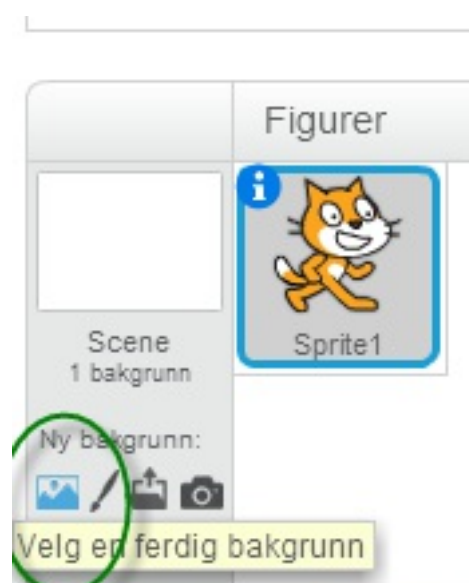 Figurer
Sprite1
Scene
1 bakgrunn
Ny bakgrunn:
Velg en ferdig bakgrunn